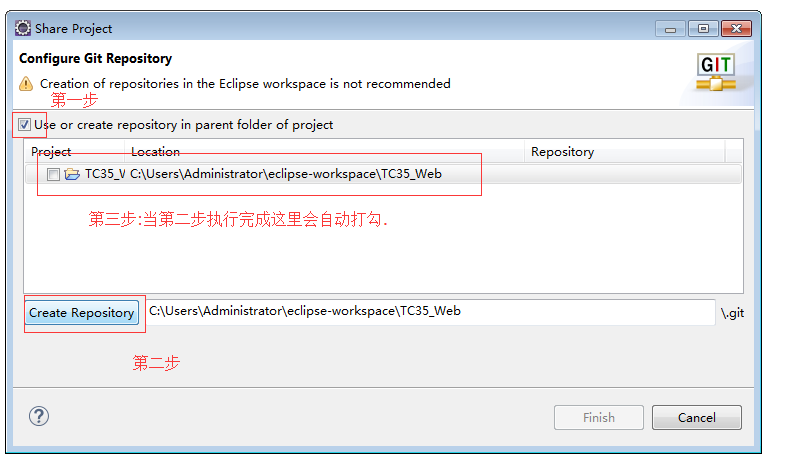 Share Project
Configure Git Repository
GIT
Creation of repositories in the Eclipse workspace is not recommended
第一步
Use or create repository in parent folder of project
Project Location Repository
TC35_W C:\Users\Administrator\eclipse-workspace\TC35_Web
第三步:当第二步执行完成这里会自动打勾.
Create Repository C:\Users\Administrator\eclipse-workspace\TC35_Web \.git
第二步
? Finish Cancel